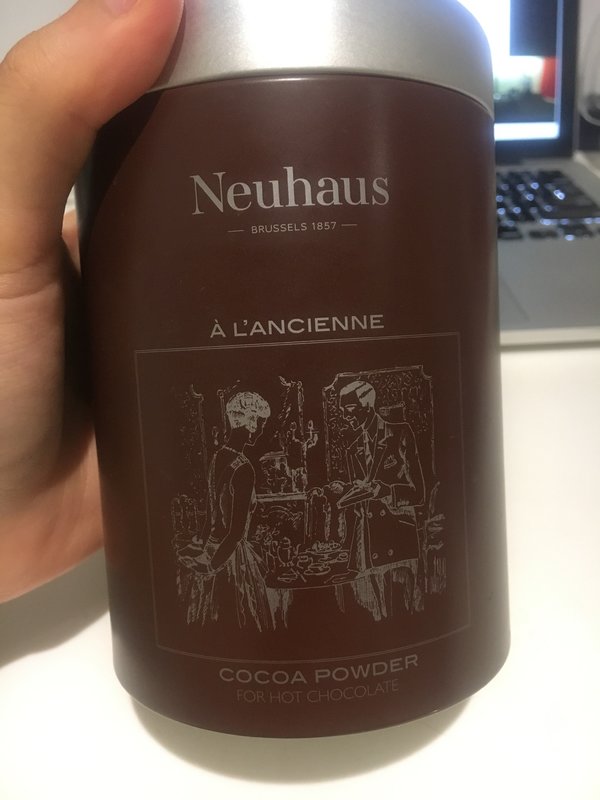 Neuhaus
BRUSSELS 1857
À L'ANCIENNE
COCOA POWDER
FOR HOT CHOCOLATE